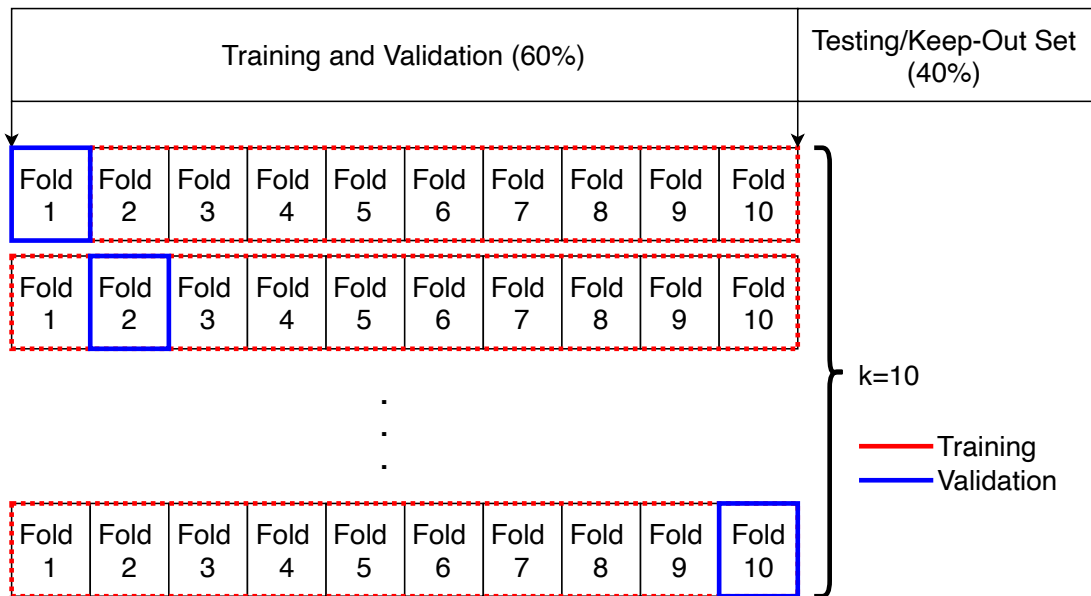 Training and Validation (60%)
Testing/Keep-Out Set
(40%)
Fold Fold Fold Fold Fold Fold Fold Fold Fold Fold
1 2 3 4 5 6 7 8 9 10
Fold Fold Fold Fold Fold Fold Fold Fold Fold Fold
1 2 3 4 5 6 7 8 9 10
k=10
.
.
.
Training
Validation
Fold Fold Fold Fold Fold Fold Fold Fold Fold Fold
1 2 3 4 5 6 7 8 9 10